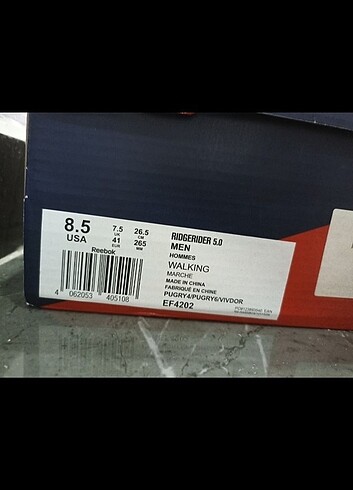 8.5
USA
7.5
UK
26.5
CM
41
EUR
265
MM
Reebok
4 062053 405108
RIDGERIDER 5.0
MEN
HOMMES
WALKING
MARCHE
MADE IN CHINA
FABRIQUÉ EN CHINE
PUGRY4/PUGRY6/VIVDOR
EF4202